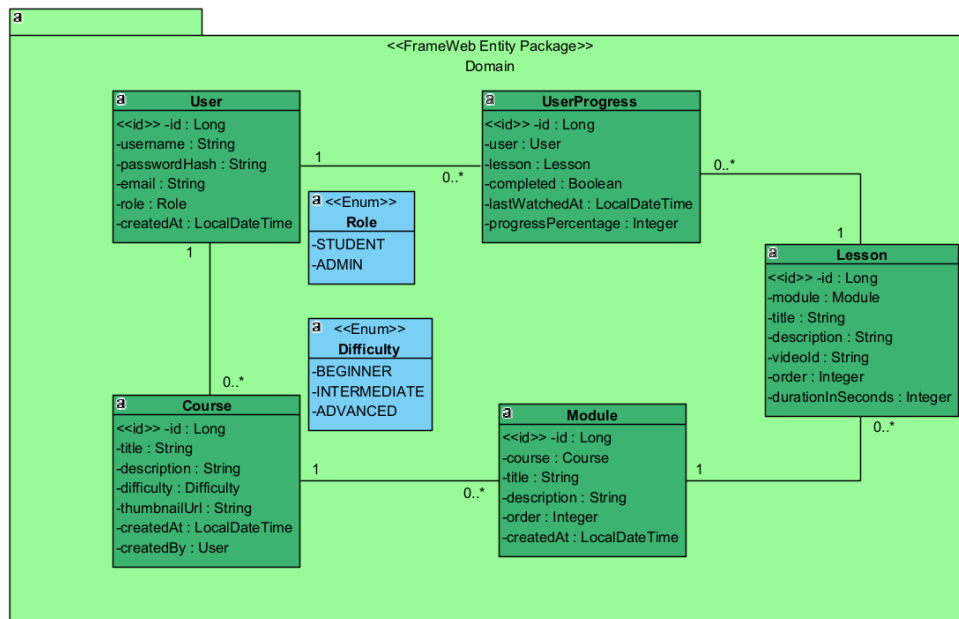 a
<<FrameWeb Entity Package>>
Domain
a
User
<<id>> -id : Long
-username : String
-passwordHash : String
-email : String
-role : Role
-createdAt : LocalDateTime
a
UserProgress
<<id>> -id : Long
-user : User
-lesson : Lesson
-completed : Boolean
-lastWatchedAt : LocalDateTime
-progressPercentage : Integer
1
0..*
0..*
1
a
<<Enum>>
Role
-STUDENT
-ADMIN
1
0..*
a
Lesson
<<id>> -id : Long
-module : Module
-title : String
-description : String
-videoId : String
-order : Integer
-durationInSeconds : Integer
a
<<Enum>>
Difficulty
-BEGINNER
-INTERMEDIATE
-ADVANCED
a
Course
<<id>> -id : Long
-title : String
-description : String
-difficulty : Difficulty
-thumbnailUrl : String
-createdAt : LocalDateTime
-createdBy : User
1
0..*
a
Module
<<id>> -id : Long
-course : Course
-title : String
-description : String
-order : Integer
-createdAt : LocalDateTime
1
0..*